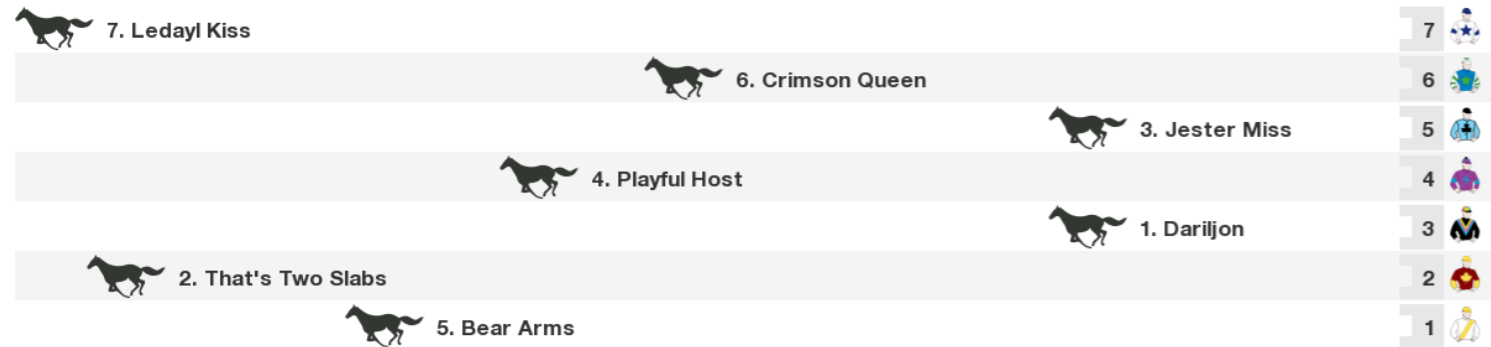 7. Ledayl Kiss 7
6. Crimson Queen 6
3. Jester Miss 5
4. Playful Host 4
1. Dariljon 3
2. That's Two Slabs 2
5. Bear Arms 1